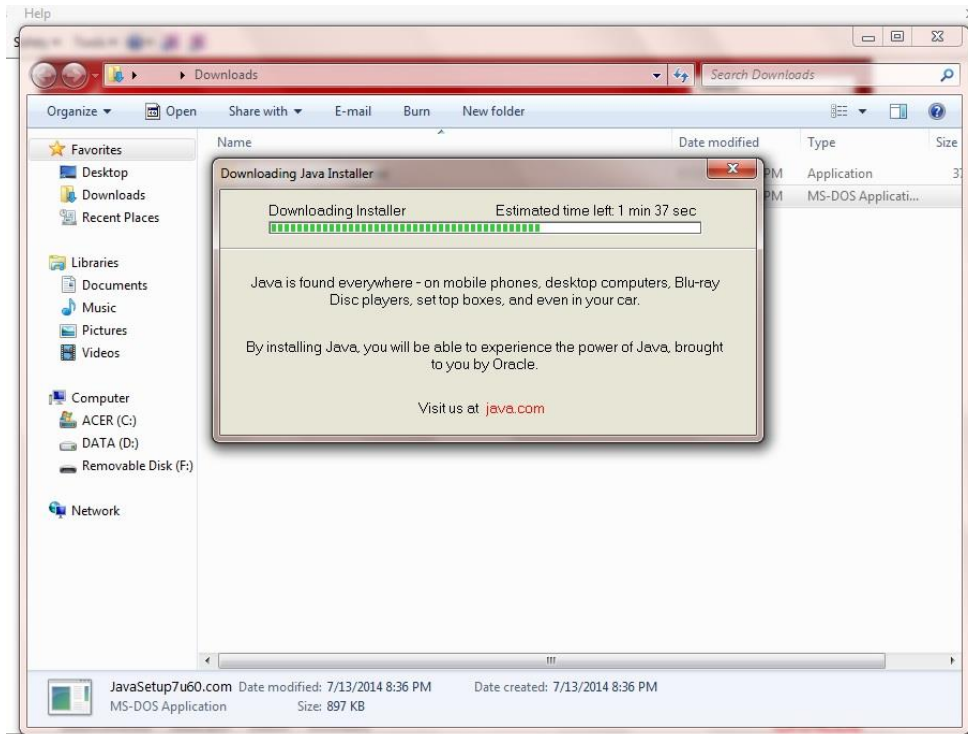 Help
Downloads
Search Downloads
Organize
Open
Share with
E-mail
Burn
New folder
Name
Date modified
Type
Size
Favorites
Desktop
Downloads
Recent Places
Libraries
Documents
Music
Pictures
Videos
Computer
ACER (C:)
DATA (D:)
Removable Disk (F:)
Network
PM Application
PM MS-DOS Applicati...
Downloading Java Installer
Downloading Installer Estimated time left: 1 min 37 sec
Java is found everywhere - on mobile phones, desktop computers, Blu-ray
Disc players, set top boxes, and even in your car.
By installing Java, you will be able to experience the power of Java, brought
to you by Oracle.
Visit us at java.com
JavaSetup7u60.com Date modified: 7/13/2014 8:36 PM Date created: 7/13/2014 8:36 PM
MS-DOS Application Size: 897 KB